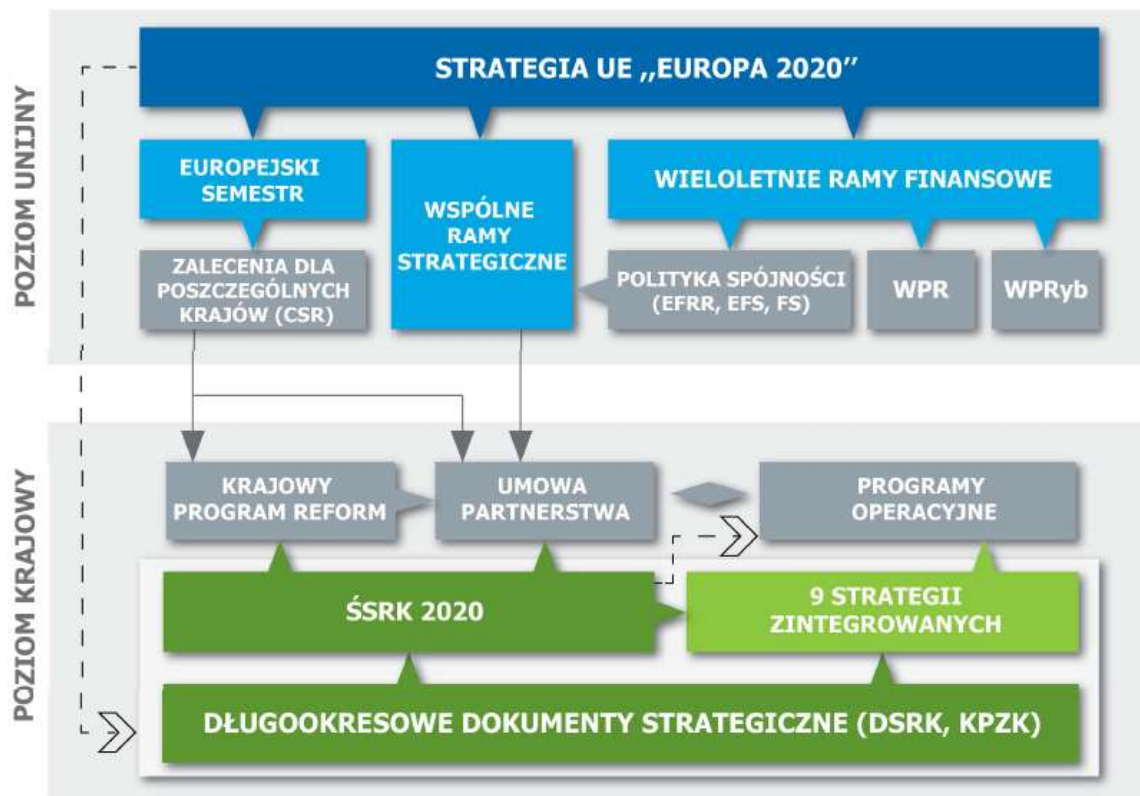 POZIOM UNIJNY
STRATEGIA UE „EUROPA 2020”
EUROPEJSKI
SEMESTR
WSPÓLNE
RAMY
STRATEGICZNE
WIELOLETNIE RAMY FINANSOWE
ZALECENIA DLA
POSZCZEGÓLNYCH
KRAJÓW (CSR)
POLITYKA SPÓJNOŚCI
(EFRR, EFS, FS)
WPR
WPRyb
POZIOM KRAJOWY
KRAJOWY
PROGRAM REFORM
UMOWA
PARTNERSTWA
PROGRAMY
OPERACYJNE
ŚSRK 2020
9 STRATEGII
ZINTEGROWANYCH
DŁUGOOKRESOWE DOKUMENTY STRATEGICZNE (DSRK, KPZK)